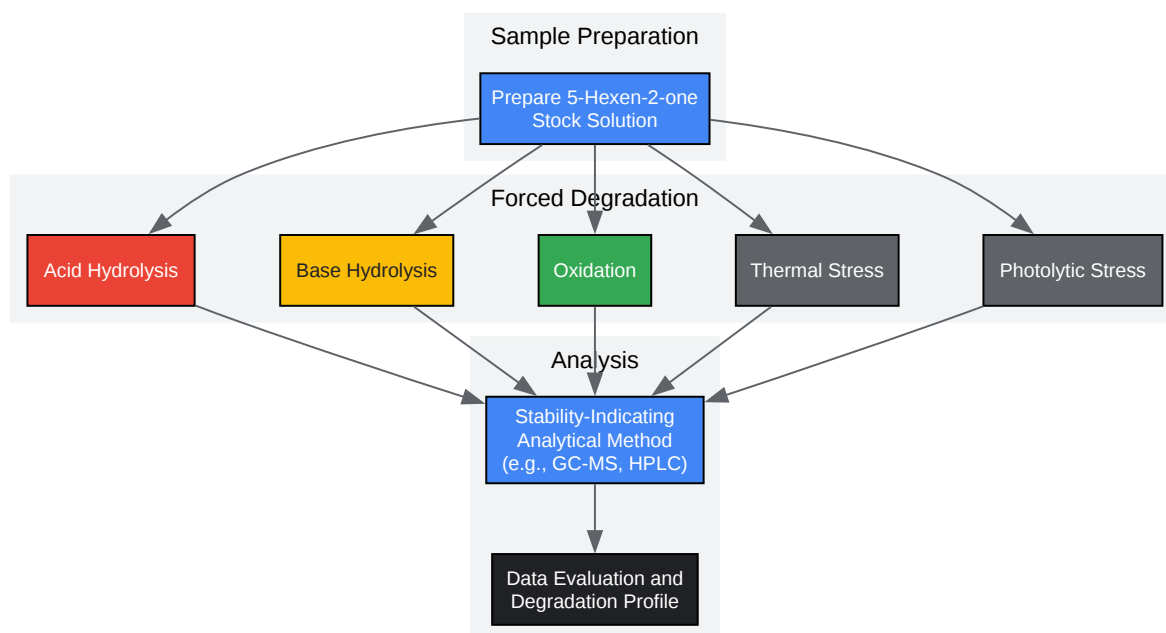 Sample Preparation
Prepare 5-Hexen-2-one
Stock Solution
Forced Degradation
Acid Hydrolysis
Base Hydrolysis
Oxidation
Thermal Stress
Photolytic Stress
Analysis
Stability-Indicating
Analytical Method
(e.g., GC-MS, HPLC)
Data Evaluation and
Degradation Profile